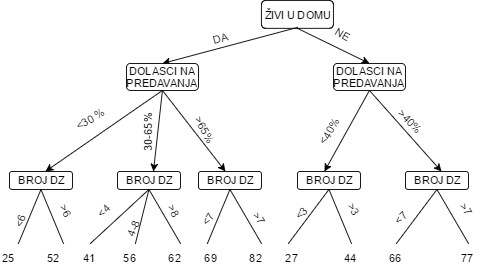 ŽIVI U DOMU
DA
NE
DOLASCI NA
PREDAVANJA
DOLASCI NA
PREDAVANJA
<30 %
30-65%
>65%
<40%
>40%
BROJ DZ
BROJ DZ
BROJ DZ
BROJ DZ
BROJ DZ
<6
>6
<4
4-8
>8
<7
>7
<3
>3
<7
>7
25
52
41
56
62
69
82
27
44
66
77